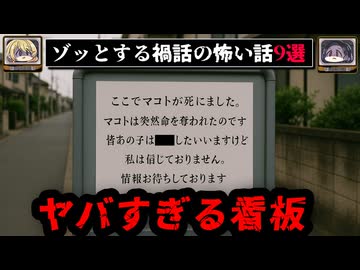 ゾッとする禍話の怖い話9選
ここでマコトが死にました。
マコトは突然命を奪われたのです
皆あの子は
したいいますけど
私は信じておりません。
情報お待ちしております
ヤバすぎる看板